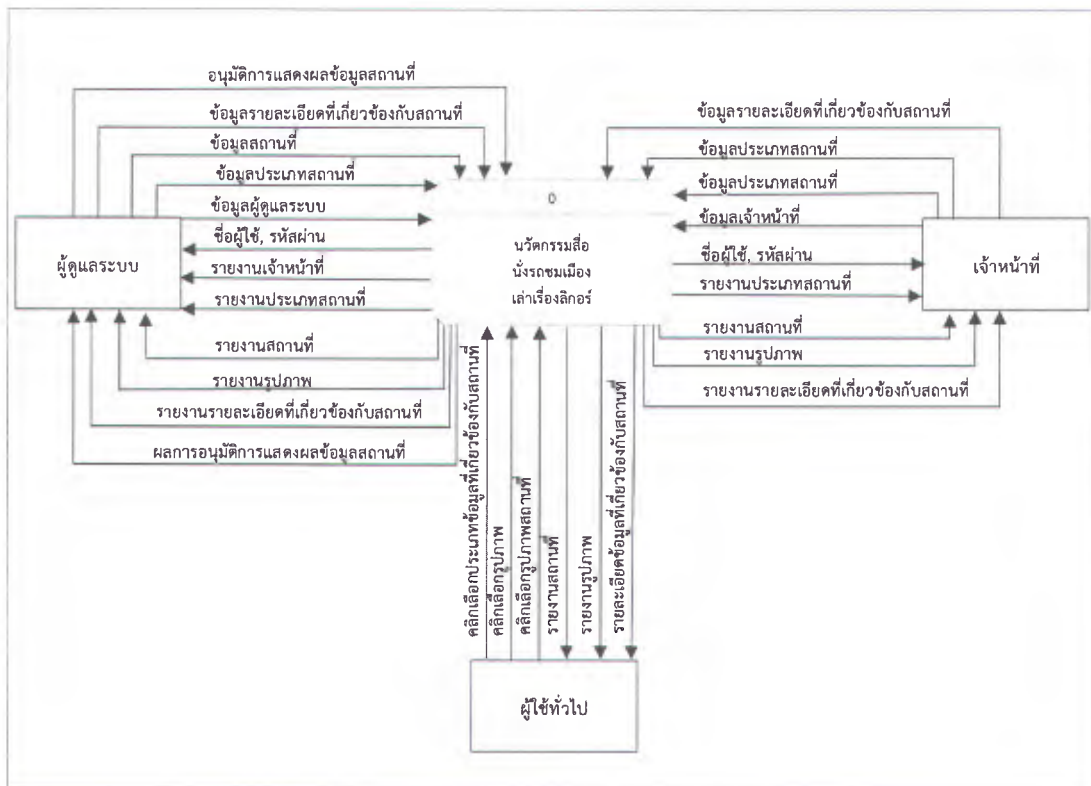 อนุมัติการแสดงผลข้อมูลสถานที่
ข้อมูลรายละเอียดที่เกี่ยวข้องกับสถานที่
ข้อมูลสถานที่
ข้อมูลประเภทสถานที่
ข้อมูลผู้ดูแลระบบ
ชื่อผู้ใช้, รหัสผ่าน
รายงานเจ้าหน้าที่
รายงานประเภทสถานที่
รายงานสถานที่
รายงานรูปภาพ
รายงานรายละเอียดที่เกี่ยวข้องกับสถานที่
ผลการอนุมัติการแสดงผลข้อมูลสถานที่
ผู้ดูแลระบบ
0
นวัตกรรมสื่อ
นั่งรถชมเมือง
เล่าเรื่องลิกอร์
ข้อมูลรายละเอียดที่เกี่ยวข้องกับสถานที่
ข้อมูลประเภทสถานที่
ข้อมูลประเภทสถานที่
ข้อมูลเจ้าหน้าที่
ชื่อผู้ใช้, รหัสผ่าน
รายงานประเภทสถานที่
รายงานสถานที่
รายงานรูปภาพ
รายงานรายละเอียดที่เกี่ยวข้องกับสถานที่
เจ้าหน้าที่
คลิกเลือกประเภทข้อมูลที่เกี่ยวข้องกับสถานที่
คลิกเลือกรูปภาพ
คลิกเลือกรูปภาพสถานที่
รายงานสถานที่
รายงานรูปภาพ
รายละเอียดข้อมูลที่เกี่ยวข้องกับสถานที่
ผู้ใช้ทั่วไป